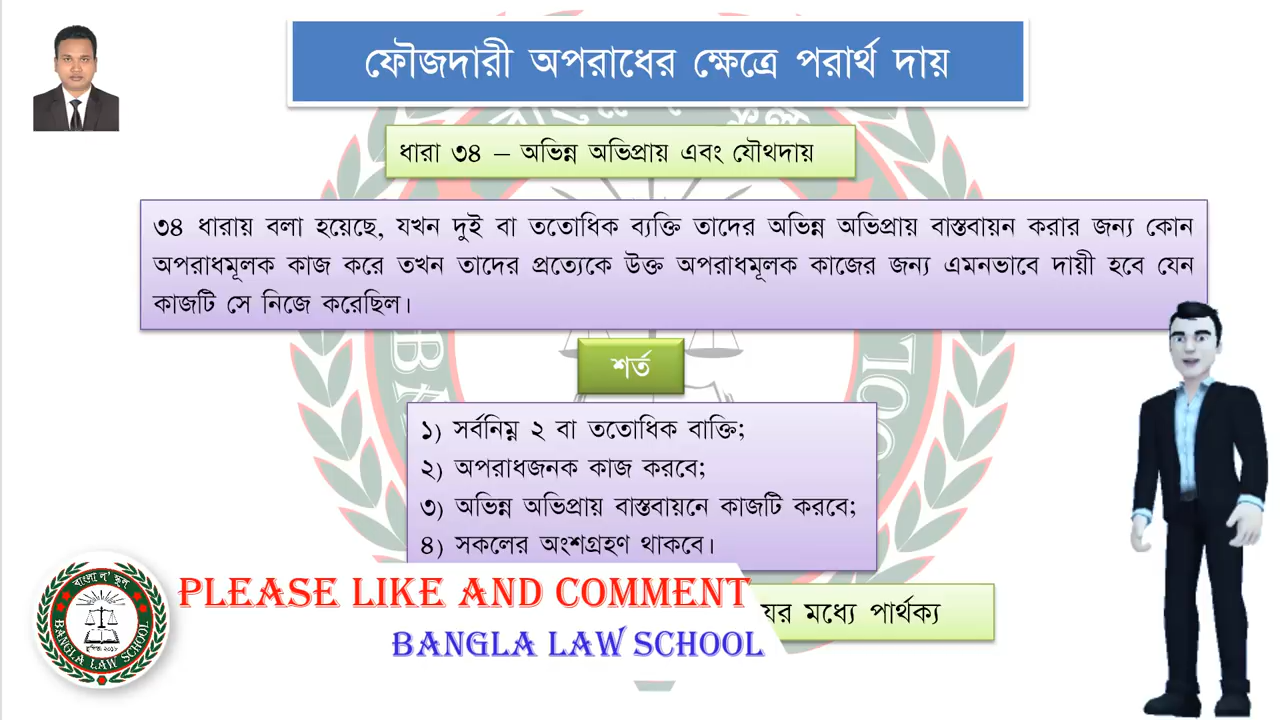 ফৌজদারী অপরাধের ক্ষেত্রে পরার্থ দায়
ধারা ৩৪ – অভিন্ন অভিপ্রায় এবং যৌথদায়
৩৪ ধারায় বলা হয়েছে, যখন দুই বা ততোধিক ব্যক্তি তাদের অভিন্ন অভিপ্রায় বাস্তবায়ন করার জন্য কোন
অপরাধমূলক কাজ করে তখন তাদের প্রত্যেকে উক্ত অপরাধমূলক কাজের জন্য এমনভাবে দায়ী হবে যেন
কাজটি সে নিজে করেছিল।
শর্ত
১) সর্বনিম্ন ২ বা ততোধিক বাক্তি;
২) অপরাধজনক কাজ করবে;
৩) অভিন্ন অভিপ্রায় বাস্তবায়নে কাজটি করবে;
৪) সকলের অংশগ্রহণ থাকবে।
মধ্যে পার্থক্য
PLEASE LIKE AND COMMENT
BANGLA LAW SCHOOL
বাংলা ল' স্কুল
BANGLA LAW SCHOOL